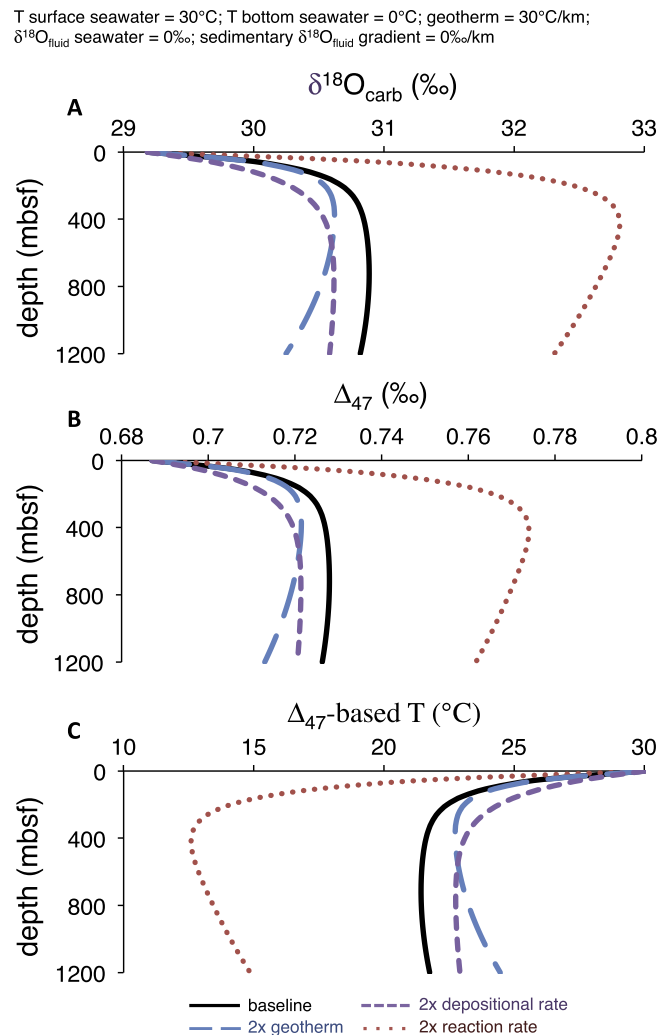 T surface seawater = 30°C; T bottom seawater = 0°C; geotherm = 30°C/km;
δ¹⁸O_fluid seawater = 0‰; sedimentary δ¹⁸O_fluid gradient = 0‰/km
A
δ¹⁸O_carb (‰)
29 30 31 32 33
0
400
800
1200
depth (mbsf)
B
Δ₄₇ (‰)
0.68 0.7 0.72 0.74 0.76 0.78 0.8
0
400
800
1200
depth (mbsf)
C
Δ₄₇-based T (°C)
10 15 20 25 30
0
400
800
1200
depth (mbsf)
baseline 2x depositional rate
2x geotherm 2x reaction rate